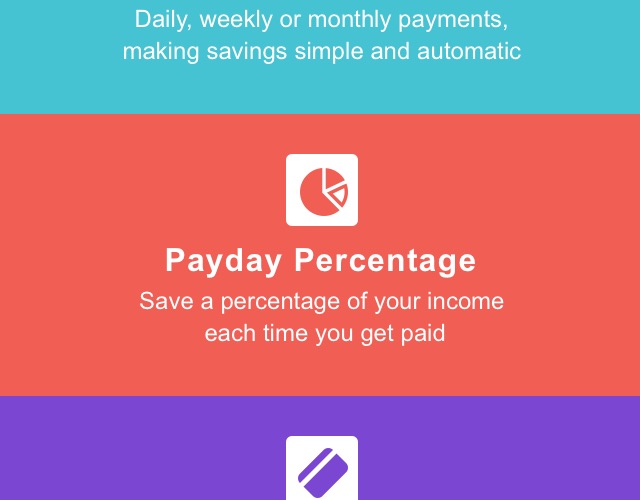 Daily, weekly or monthly payments,
making savings simple and automatic
Payday Percentage
Save a percentage of your income
each time you get paid